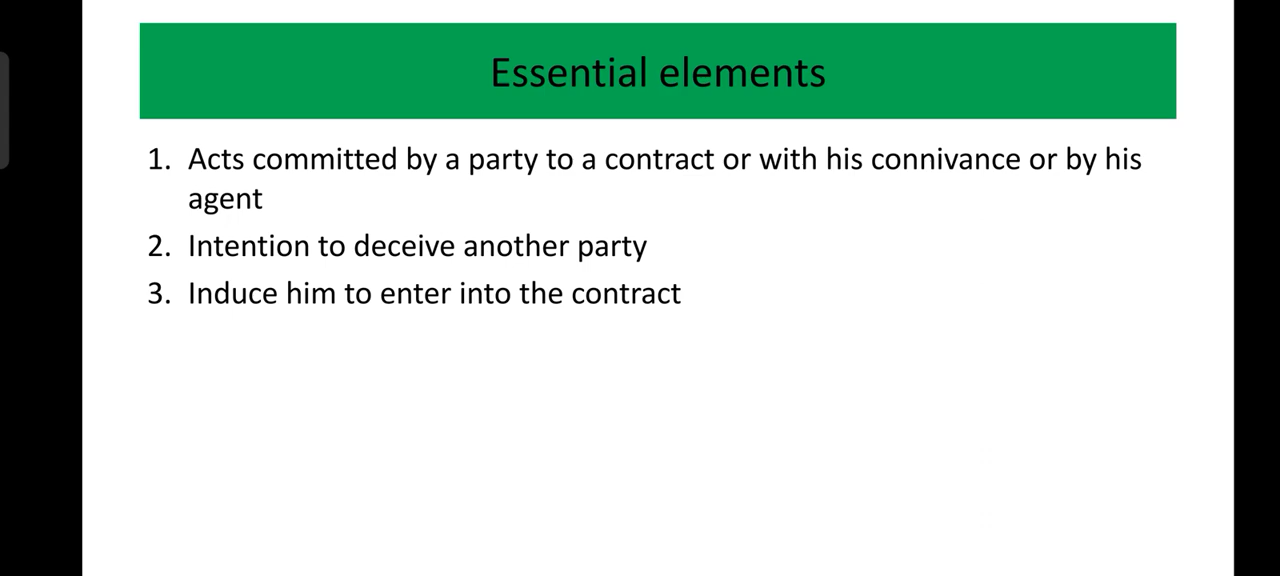 Essential elements
1. Acts committed by a party to a contract or with his connivance or by his
agent
2. Intention to deceive another party
3. Induce him to enter into the contract